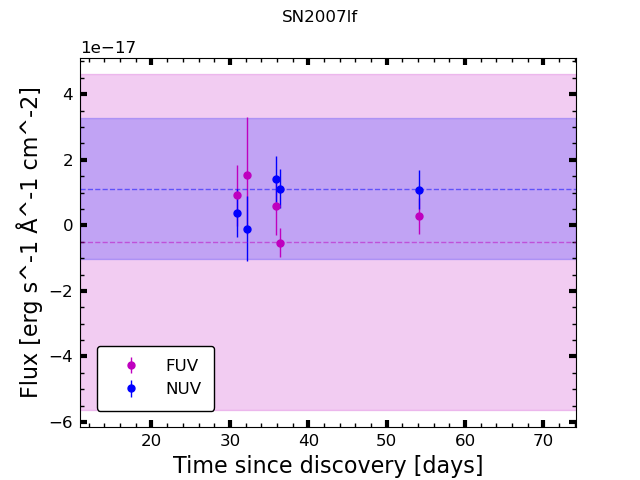 SN2007if
1e−17
Flux [erg s^-1 Å^-1 cm^-2]
4
2
0
−2
−4
−6
FUV
NUV
20 30 40 50 60 70
Time since discovery [days]